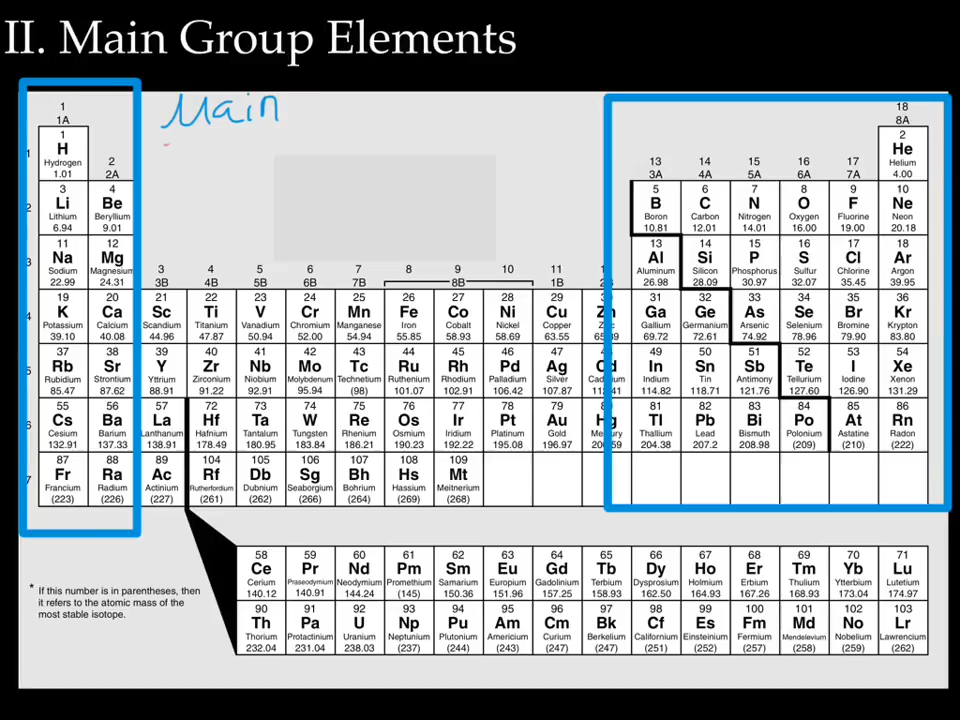 II. Main Group Elements
Main
1 18
1A 8A
1 2
H He
Hydrogen 2 13 14 15 16 17 Helium
1.01 2A 3A 4A 5A 6A 7A 4.00
3 4 5 6 7 8 9 10
Li Be B C N O F Ne
Lithium Beryllium Boron Carbon Nitrogen Oxygen Fluorine Neon
6.94 9.01 10.81 12.01 14.01 16.00 19.00 20.18
11 12 13 14 15 16 17 18
Na Mg Al Si P S Cl Ar
Sodium Magnesium 3 4 5 6 7 8 9 10 11 Aluminum Silicon Phosphorus Sulfur Chlorine Argon
22.99 24.31 3B 4B 5B 6B 7B 8B 1B 26.98 28.09 30.97 32.07 35.45 39.95
19 20 21 22 23 24 25 26 27 28 29 30 31 32 33 34 35 36
K Ca Sc Ti V Cr Mn Fe Co Ni Cu Zn Ga Ge As Se Br Kr
Potassium Calcium Scandium Titanium Vanadium Chromium Manganese Iron Cobalt Nickel Copper Zinc Gallium Germanium Arsenic Selenium Bromine Krypton
39.10 40.08 44.96 47.87 50.94 52.00 54.94 55.85 58.93 58.69 63.55 69.72 72.61 74.92 78.96 79.90 83.80
37 38 39 40 41 42 43 44 45 46 47 48 49 50 51 52 53 54
Rb Sr Y Zr Nb Mo Tc Ru Rh Pd Ag Cd In Sn Sb Te I Xe
Rubidium Strontium Yttrium Zirconium Niobium Molybdenum Technetium Ruthenium Rhodium Palladium Silver Cadmium Indium Tin Antimony Tellurium Iodine Xenon
85.47 87.62 88.91 91.22 92.91 95.94 (98) 101.07 102.91 106.42 107.87 112.41 114.82 118.71 121.76 127.60 126.90 131.29
55 56 57 72 73 74 75 76 77 78 79 81 82 83 84 85 86
Cs Ba La Hf Ta W Re Os Ir Pt Au Hg Tl Pb Bi Po At Rn
Cesium Barium Lanthanum Hafnium Tantalum Tungsten Rhenium Osmium Iridium Platinum Gold Mercury Thallium Lead Bismuth Polonium Astatine Radon
132.91 137.33 138.91 178.49 180.95 183.84 186.21 190.23 192.22 195.08 196.97 200.59 204.38 207.2 208.98 (209) (210) (222)
87 88 89 104 105 106 107 108 109
Fr Ra Ac Rf Db Sg Bh Hs Mt
Francium Radium Actinium Rutherfordium Dubnium Seaborgium Bohrium Hassium Meitnerium
(223) (226) (227) (261) (262) (266) (264) (269) (268)
58 59 60 61 62 63 64 65 66 67 68 69 70 71
Ce Pr Nd Pm Sm Eu Gd Tb Dy Ho Er Tm Yb Lu
Cerium Praseodymium Neodymium Promethium Samarium Europium Gadolinium Terbium Dysprosium Holmium Erbium Thulium Ytterbium Lutetium
140.12 140.91 144.24 (145) 150.36 151.96 157.25 158.93 162.50 164.93 167.26 168.93 173.04 174.97
90 91 92 93 94 95 96 97 98 99 100 101 102 103
Th Pa U Np Pu Am Cm Bk Cf Es Fm Md No Lr
Thorium Protactinium Uranium Neptunium Plutonium Americium Curium Berkelium Californium Einsteinium Fermium Mendelevium Nobelium Lawrencium
232.04 231.04 238.03 (237) (244) (243) (247) (247) (251) (252) (257) (258) (259) (262)
* If this number is in parentheses, then
it refers to the atomic mass of the
most stable isotope.